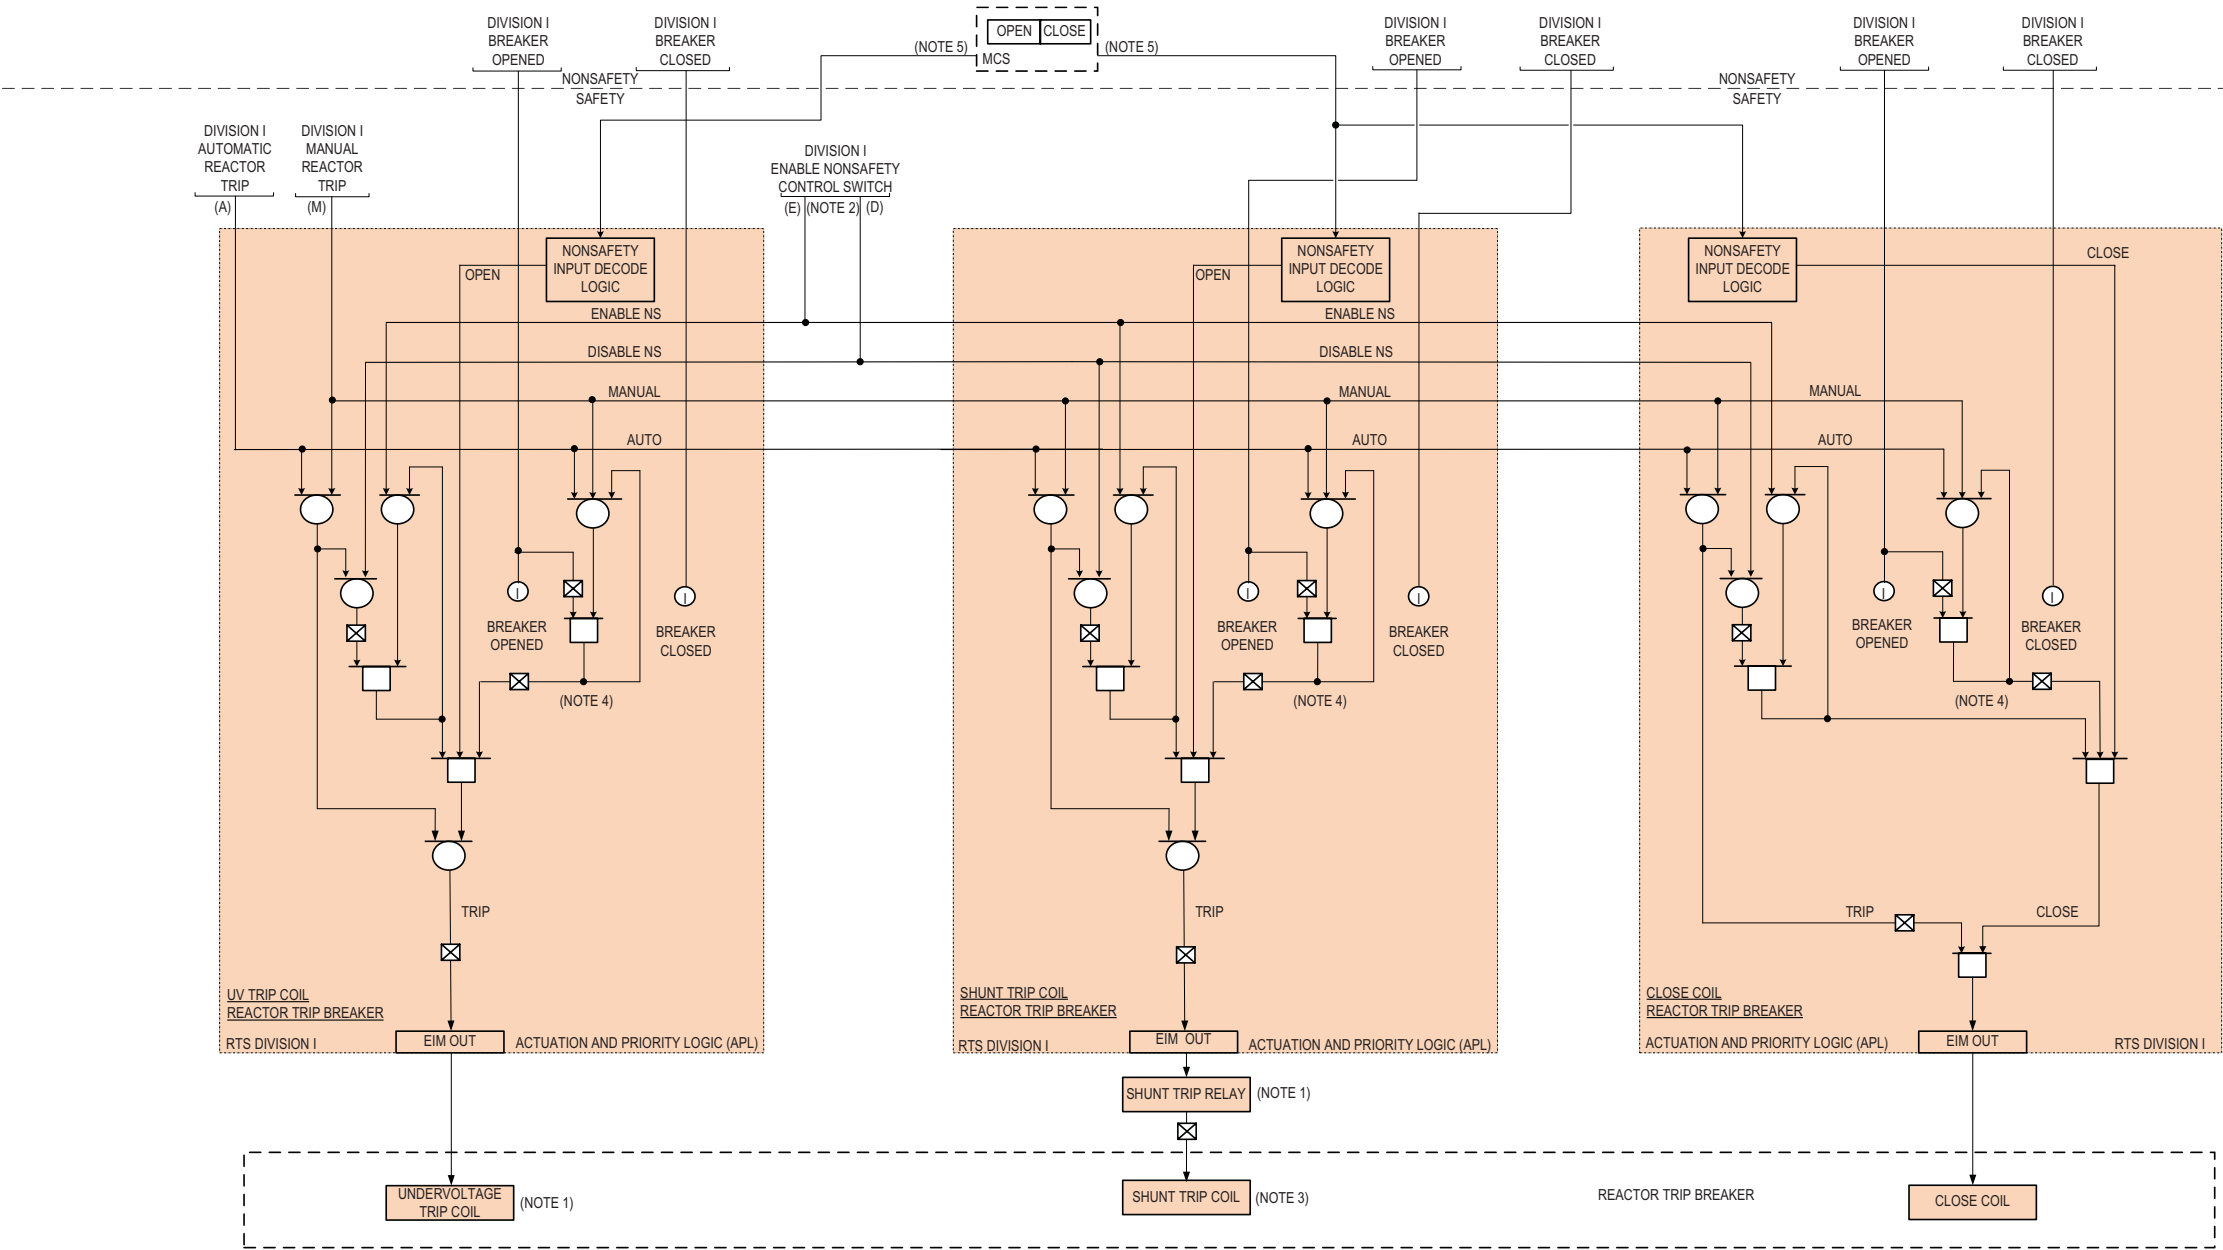 DIVISION I
BREAKER
OPENED
DIVISION I
BREAKER
CLOSED
(NOTE 5)
OPEN
CLOSE
MCS
(NOTE 5)
DIVISION I
BREAKER
OPENED
DIVISION I
BREAKER
CLOSED
DIVISION I
BREAKER
OPENED
DIVISION I
BREAKER
CLOSED
NONSAFETY
SAFETY
NONSAFETY
SAFETY
DIVISION I
AUTOMATIC
REACTOR
TRIP
(A)
DIVISION I
MANUAL
REACTOR
TRIP
(M)
DIVISION I
ENABLE NONSAFETY
CONTROL SWITCH
(E) (NOTE 2) (D)
NONSAFETY
INPUT DECODE
LOGIC
OPEN
ENABLE NS
DISABLE NS
MANUAL
AUTO
I
BREAKER
OPENED
I
BREAKER
CLOSED
(NOTE 4)
TRIP
UV TRIP COIL
REACTOR TRIP BREAKER
RTS DIVISION I
EIM OUT
ACTUATION AND PRIORITY LOGIC (APL)
NONSAFETY
INPUT DECODE
LOGIC
OPEN
ENABLE NS
DISABLE NS
MANUAL
AUTO
I
BREAKER
OPENED
I
BREAKER
CLOSED
(NOTE 4)
TRIP
SHUNT TRIP COIL
REACTOR TRIP BREAKER
RTS DIVISION I
EIM OUT
ACTUATION AND PRIORITY LOGIC (APL)
NONSAFETY
INPUT DECODE
LOGIC
CLOSE
MANUAL
AUTO
I
BREAKER
OPENED
I
BREAKER
CLOSED
(NOTE 4)
TRIP
CLOSE
CLOSE COIL
REACTOR TRIP BREAKER
ACTUATION AND PRIORITY LOGIC (APL)
EIM OUT
RTS DIVISION I
SHUNT TRIP RELAY
(NOTE 1)
UNDERVOLTAGE
TRIP COIL
(NOTE 1)
SHUNT TRIP COIL
(NOTE 3)
REACTOR TRIP BREAKER
CLOSE COIL